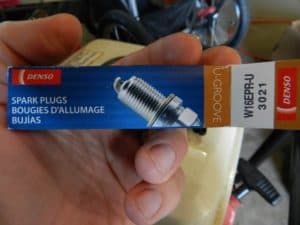 DENSO
SPARK PLUGS
BOUGIES D'ALLUMAGE
BUJÍAS
U-GROOVE
W16EPR-U
3021
DENSO